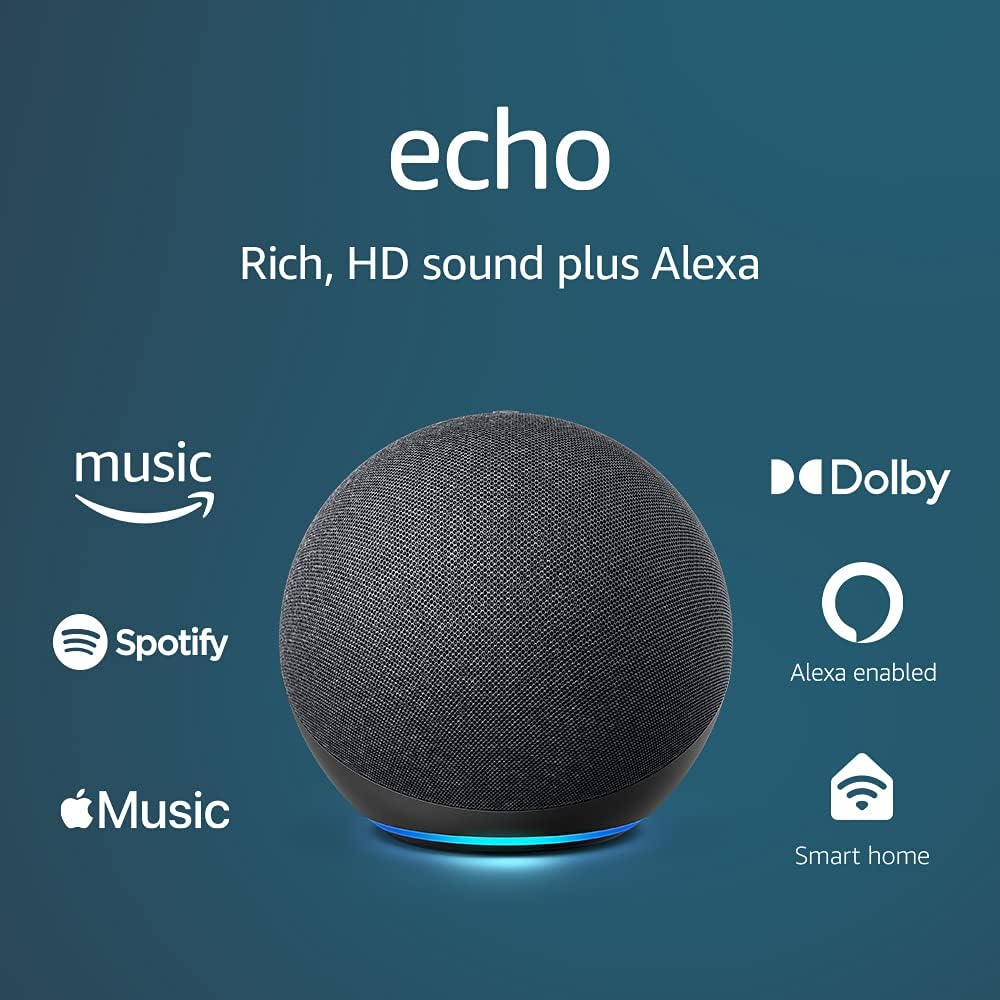 echo
Rich, HD sound plus Alexa
music
Spotify
Music
Dolby
Alexa enabled
Smart home